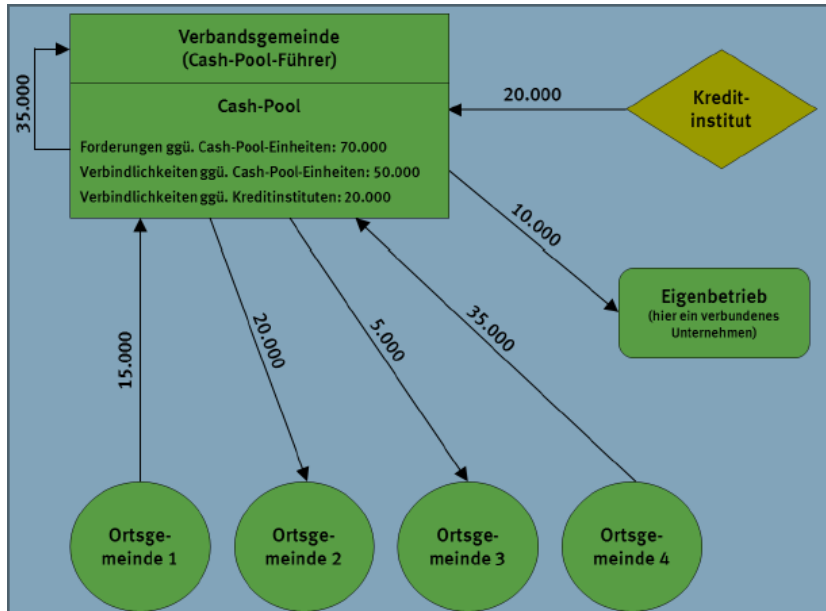 Verbandsgemeinde
(Cash-Pool-Führer)
35.000
Cash-Pool
Forderungen ggü. Cash-Pool-Einheiten: 70.000
Verbindlichkeiten ggü. Cash-Pool-Einheiten: 50.000
Verbindlichkeiten ggü. Kreditinstituten: 20.000
20.000
Kredit-
institut
10.000
Eigenbetrieb
(hier ein verbundenes
Unternehmen)
15.000
20.000
5.000
35.000
Ortsge-
meinde 1
Ortsge-
meinde 2
Ortsge-
meinde 3
Ortsge-
meinde 4